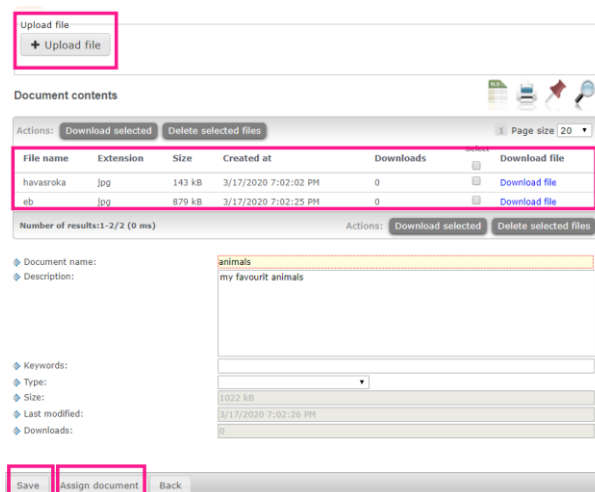 Upload file
+ Upload file
Document contents
XLS
Actions: Download selected Delete selected files 1 Page size 20
File name Extension Size Created at Downloads Select Download file
havasroka jpg 143 kB 3/17/2020 7:02:02 PM 0 Download file
eb jpg 879 kB 3/17/2020 7:02:25 PM 0 Download file
Number of results:1-2/2 (0 ms) Actions: Download selected Delete selected files
Document name: animals
Description: my favourit animals
Keywords:
Type:
Size: 1022 kB
Last modified: 3/17/2020 7:02:26 PM
Downloads: 0
Save Assign document Back